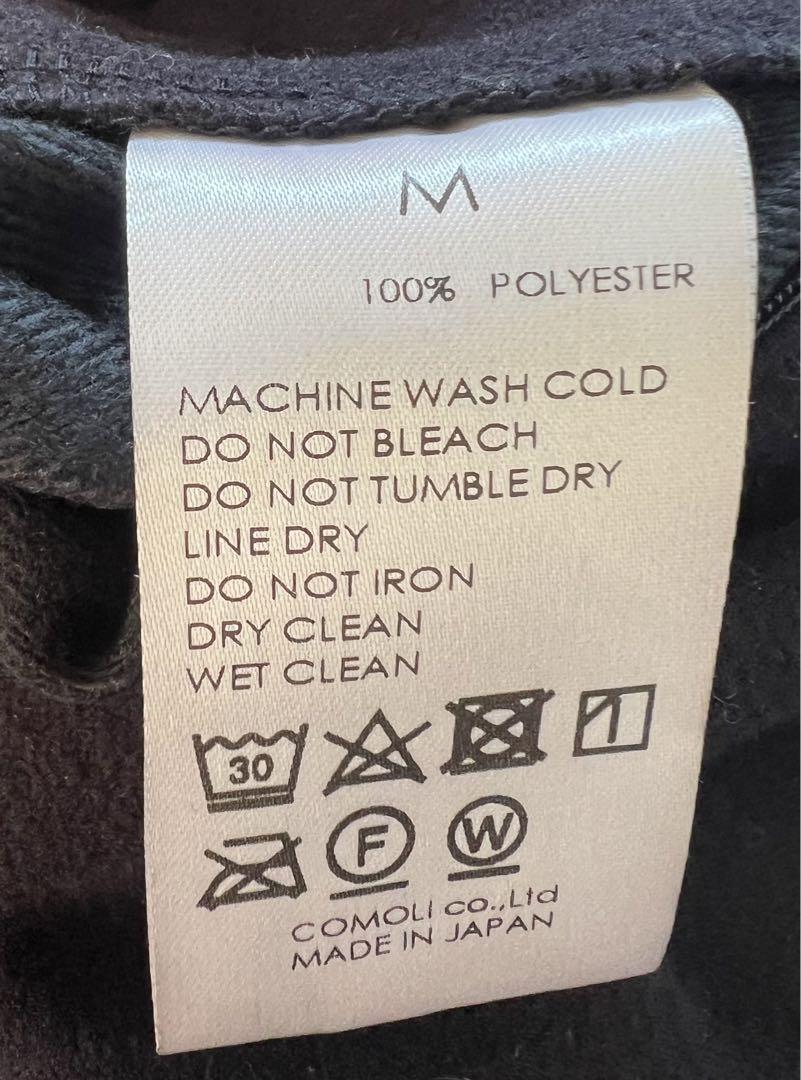 M
100% POLYESTER
MACHINE WASH COLD
DO NOT BLEACH
DO NOT TUMBLE DRY
LINE DRY
DO NOT IRON
DRY CLEAN
WET CLEAN
30
F W
COMOLI co.,Ltd
MADE IN JAPAN